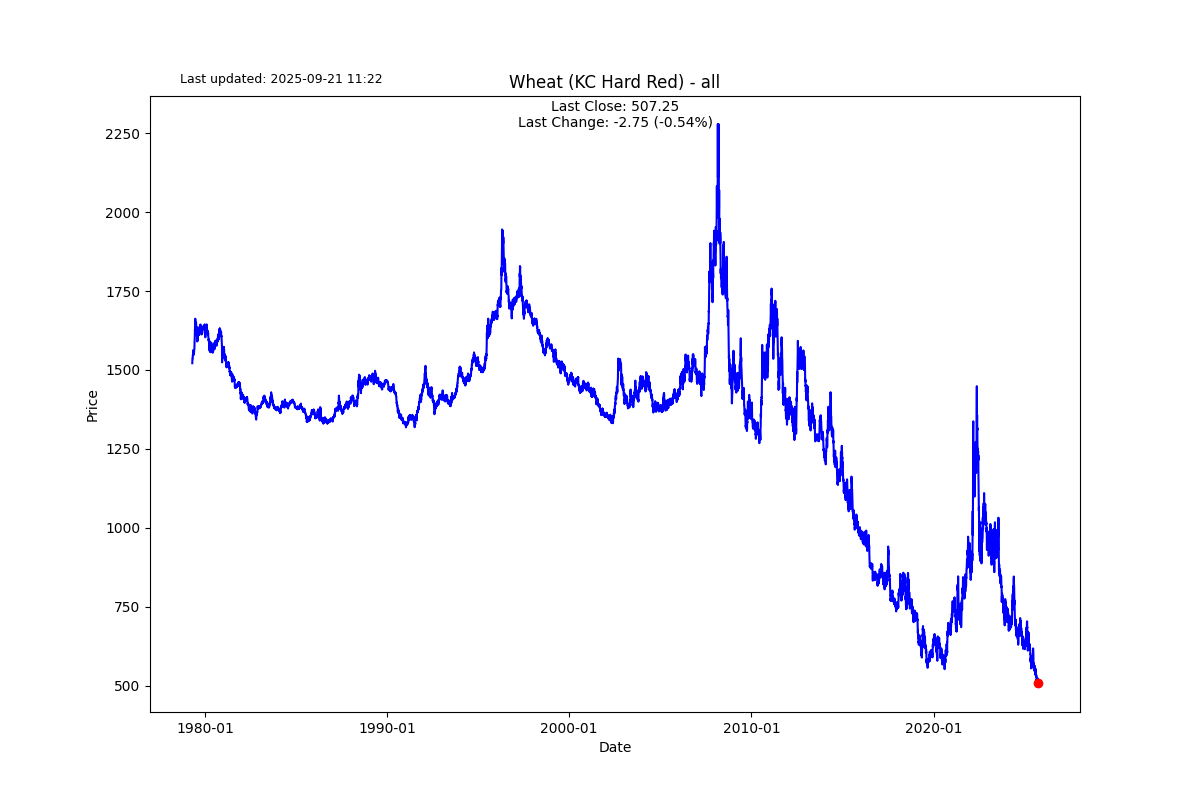 Last updated: 2025-09-21 11:22
Wheat (KC Hard Red) - all
Last Close: 507.25
Last Change: -2.75 (-0.54%)
2250
2000
1750
1500
1250
1000
750
500
Price
1980-01 1990-01 2000-01 2010-01 2020-01
Date